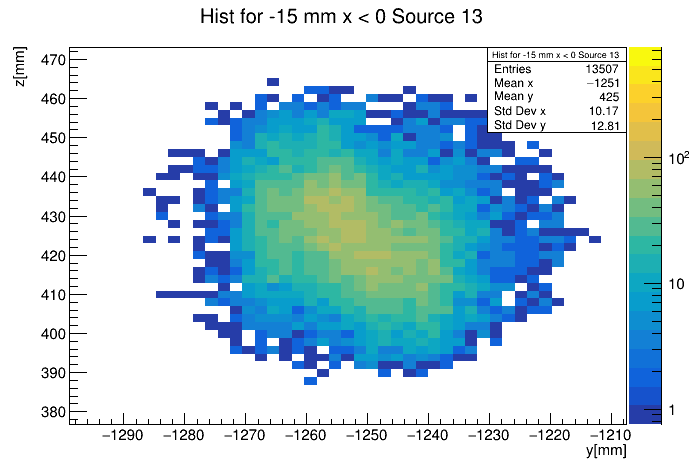 Hist for -15 mm x < 0 Source 13
z[mm]
470
460
450
440
430
420
410
400
390
380
Hist for -15 mm x < 0 Source 13
Entries 13507
Mean x −1251
Mean y 425
Std Dev x 10.17
Std Dev y 12.81
10²
10
1
−1290 −1280 −1270 −1260 −1250 −1240 −1230 −1220 −1210
y[mm]